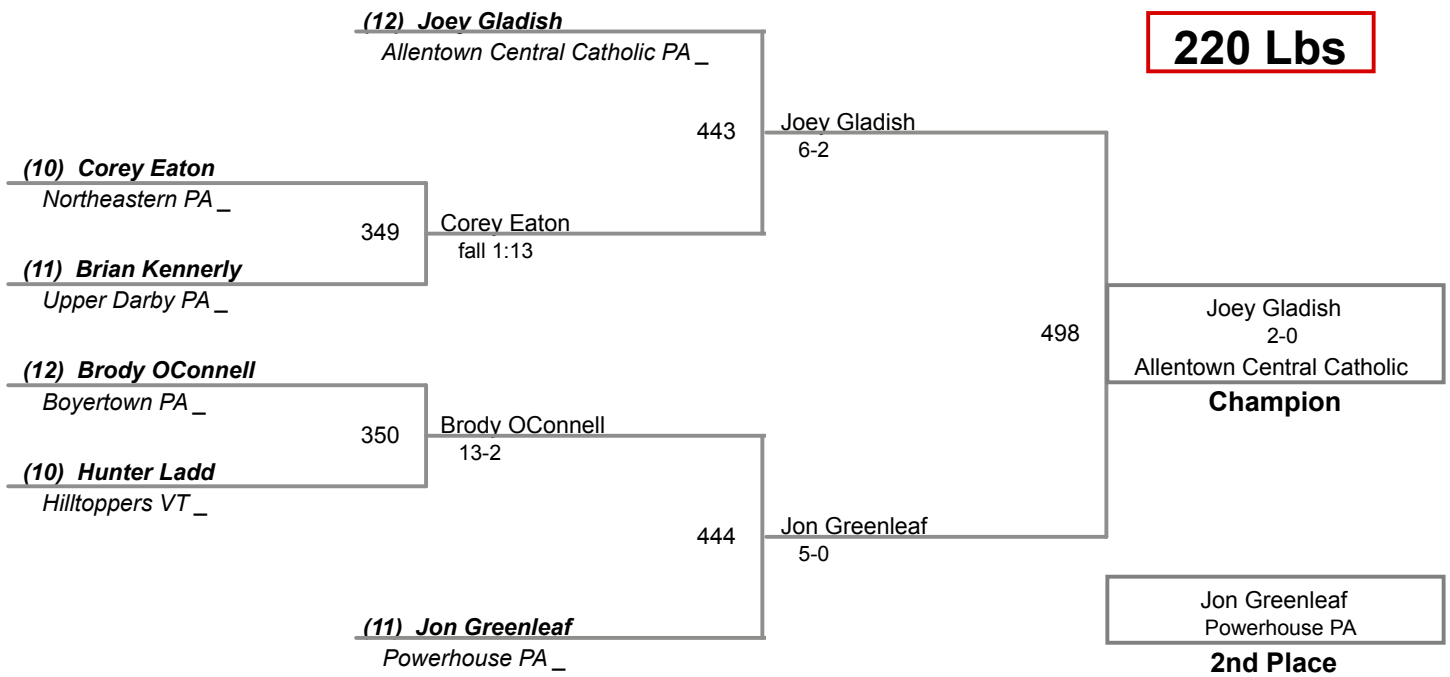 (12) Joey Gladish
Allentown Central Catholic PA _
220 Lbs
443
Joey Gladish
6-2
(10) Corey Eaton
Northeastern PA _
349
Corey Eaton
fall 1:13
(11) Brian Kennerly
Upper Darby PA _
498
Joey Gladish
2-0
Allentown Central Catholic
Champion
(12) Brody OConnell
Boyertown PA _
350
Brody OConnell
13-2
(10) Hunter Ladd
Hilltoppers VT _
444
Jon Greenleaf
5-0
(11) Jon Greenleaf
Powerhouse PA _
Jon Greenleaf
Powerhouse PA
2nd Place